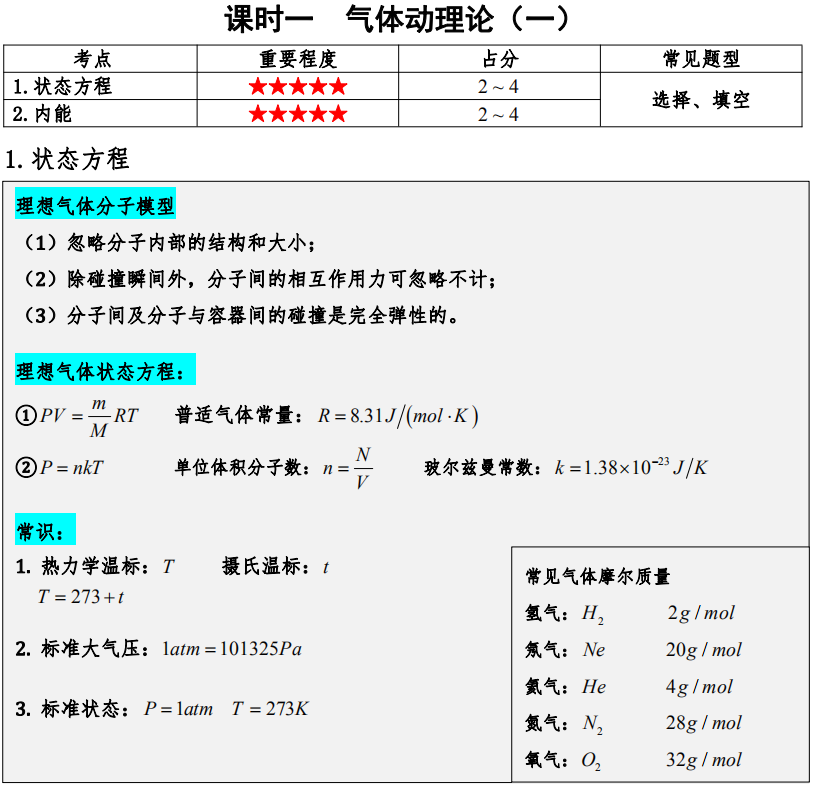 课时一 气体动理论（一）
考点 重要程度 占分 常见题型
1.状态方程 ★★★★★ 2~4 选择、填空
2.内能 ★★★★★ 2~4
1.状态方程
理想气体分子模型
（1）忽略分子内部的结构和大小；
（2）除碰撞瞬间外，分子间的相互作用力可忽略不计；
（3）分子间及分子与容器间的碰撞是完全弹性的。
理想气体状态方程：
①PV = m/M RT 普适气体常量：R = 8.31J/(mol·K)
②P = nkT 单位体积分子数：n = N/V 玻尔兹曼常数：k = 1.38×10⁻²³ J/K
常识：
1. 热力学温标：T 摄氏温标：t
T = 273 + t
2. 标准大气压：1atm = 101325Pa
3. 标准状态：P = 1atm T = 273K
常见气体摩尔质量
氢气：H₂ 2g / mol
氖气：Ne 20g / mol
氦气：He 4g / mol
氮气：N₂ 28g / mol
氧气：O₂ 32g / mol